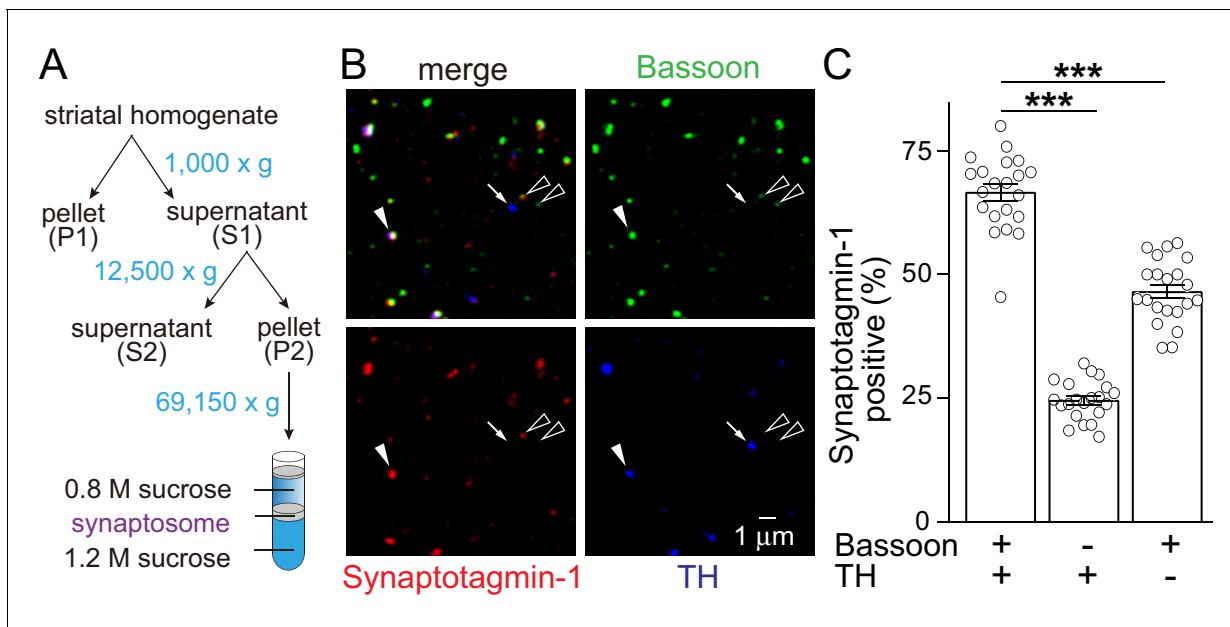 A
striatal homogenate
1,000 x g
pellet
(P1)
supernatant
(S1)
12,500 x g
supernatant
(S2)
pellet
(P2)
69,150 x g
0.8 M sucrose
synaptosome
1.2 M sucrose
B
merge
Bassoon
1 μm
Synaptotagmin-1
TH
C
***
***
Synaptotagmin-1
positive (%)
75
50
25
0
Bassoon + - +
TH + + -